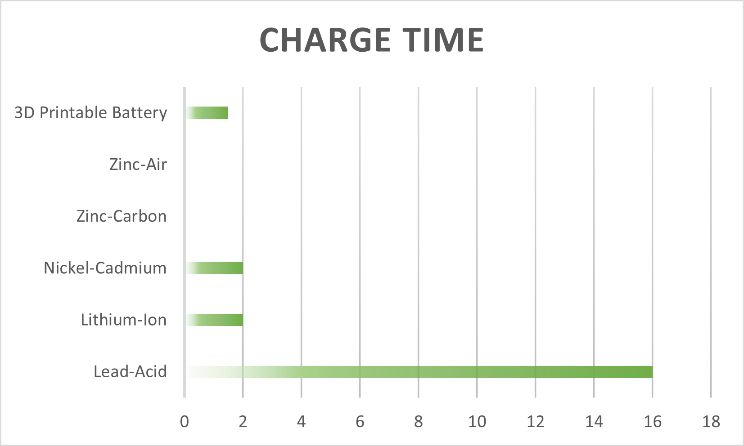 CHARGE TIME
3D Printable Battery
Zinc-Air
Zinc-Carbon
Nickel-Cadmium
Lithium-Ion
Lead-Acid
0 2 4 6 8 10 12 14 16 18